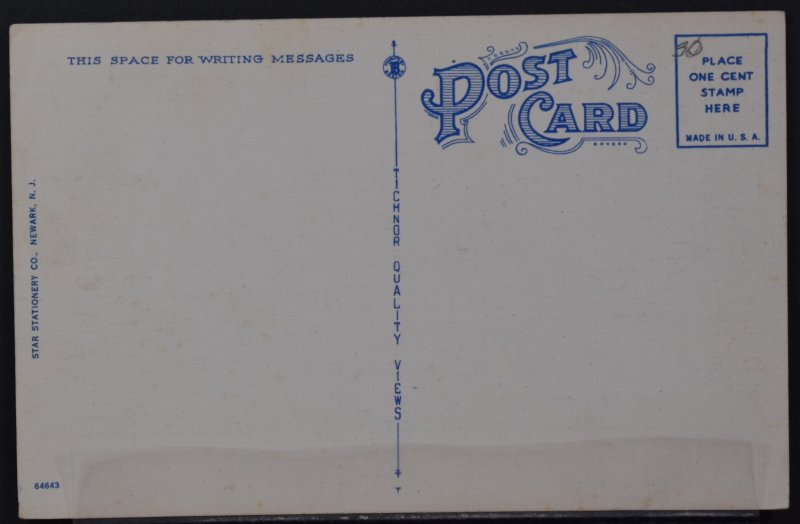 THIS SPACE FOR WRITING MESSAGES
POST
CARD
PLACE
ONE CENT
STAMP
HERE
MADE IN U. S. A.
TICHNOR QUALITY VIEWS
STAR STATIONERY CO., NEWARK, N. J.
64643